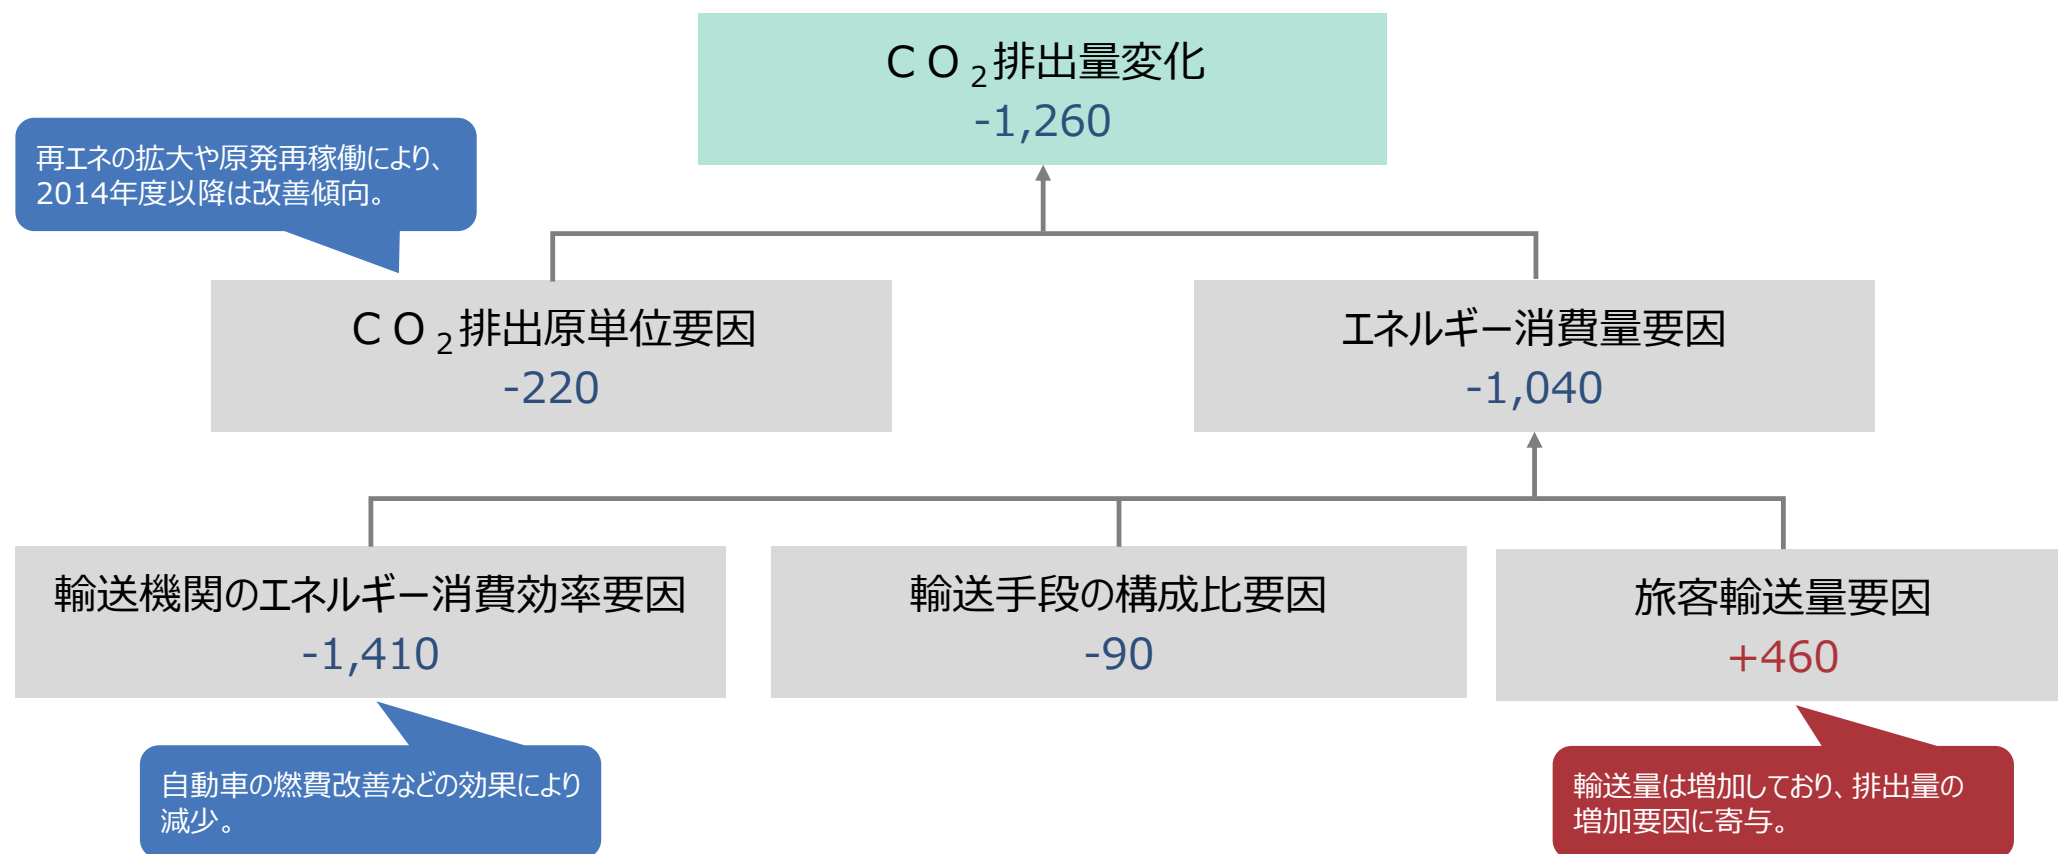 ＣＯ2排出量変化
-1,260
再エネの拡大や原発再稼働により、
2014年度以降は改善傾向。
ＣＯ2排出原単位要因
-220
エネルギー消費量要因
-1,040
輸送機関のエネルギー消費効率要因
-1,410
輸送手段の構成比要因
-90
旅客輸送量要因
+460
自動車の燃費改善などの効果により
減少。
輸送量は増加しており、排出量の
増加要因に寄与。